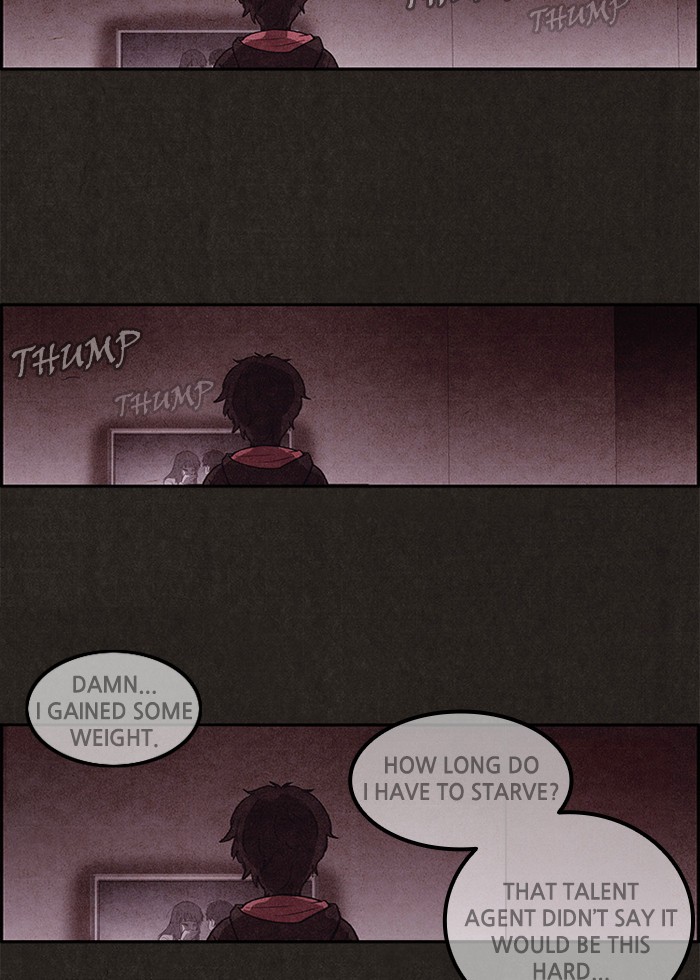 THUMP
THUMP
THUMP
DAMN...
I GAINED SOME
WEIGHT.
HOW LONG DO
I HAVE TO STARVE?
THAT TALENT
AGENT DIDN'T SAY IT
WOULD BE THIS
HARD...